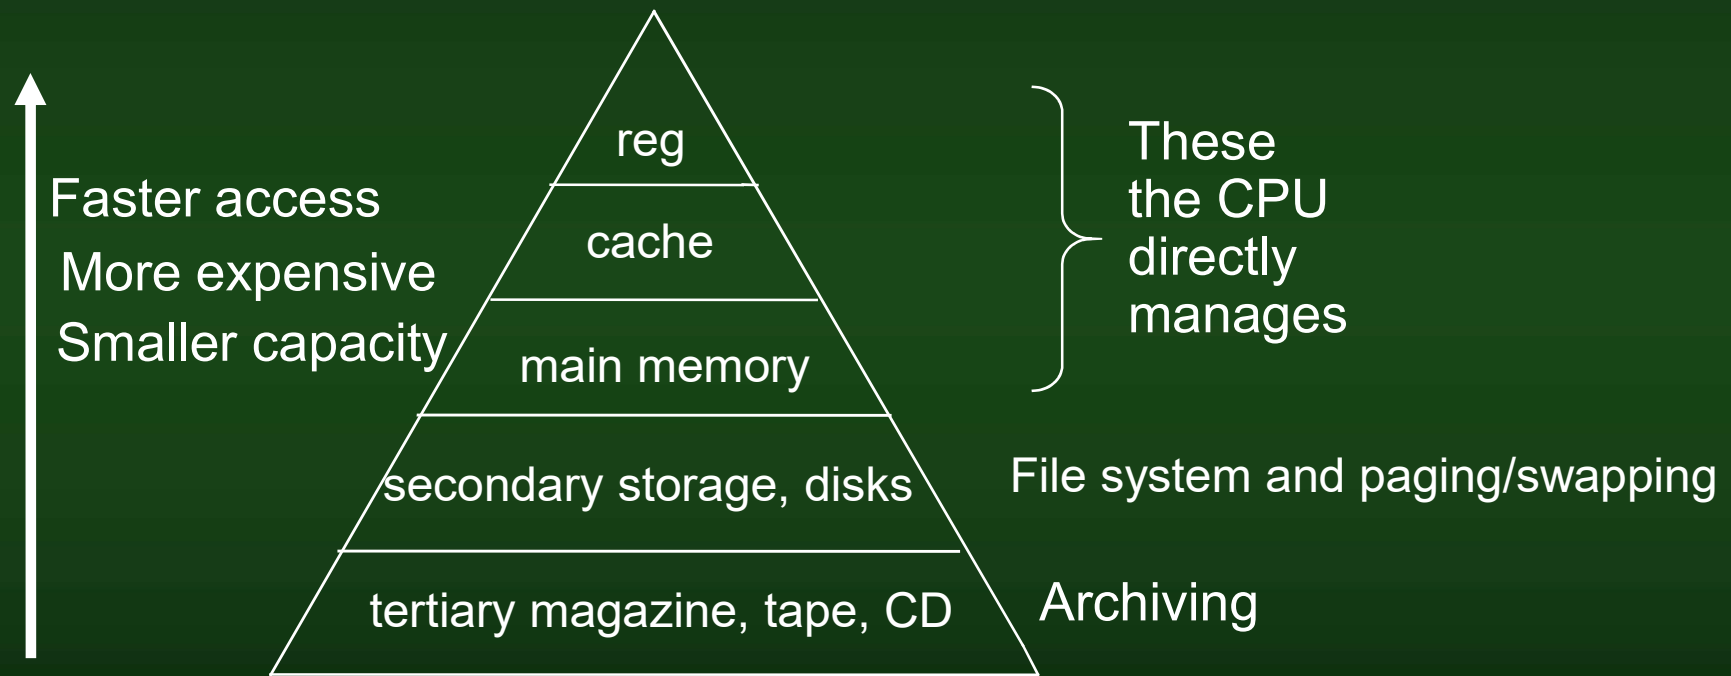 reg
Faster access
cache
More expensive
Smaller capacity
main memory
These
the CPU
directly
manages
secondary storage, disks
File system and paging/swapping
tertiary magazine, tape, CD
Archiving